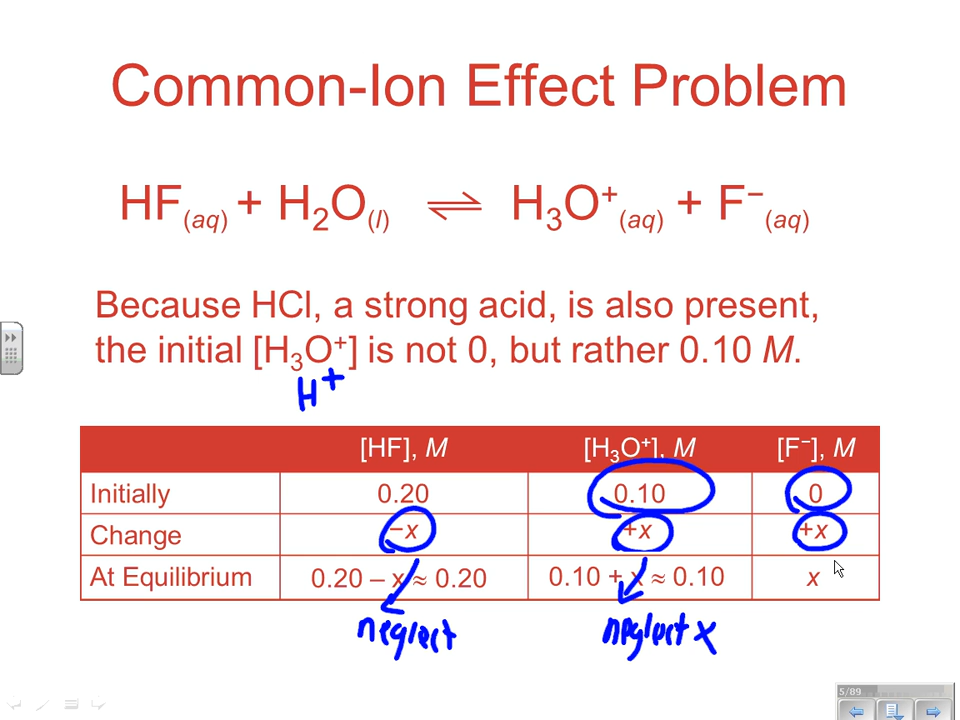 Common-Ion Effect Problem
HF(aq) + H₂O(l) ⇌ H₃O⁺(aq) + F⁻(aq)
Because HCl, a strong acid, is also present,
the initial [H₃O⁺] is not 0, but rather 0.10 M.
H⁺
[HF], M [H₃O⁺], M [F⁻], M
Initially 0.20 0.10 0
Change −x +x +x
At Equilibrium 0.20 – x ≈ 0.20 0.10 + x ≈ 0.10 x
neglect neglect x
5/89